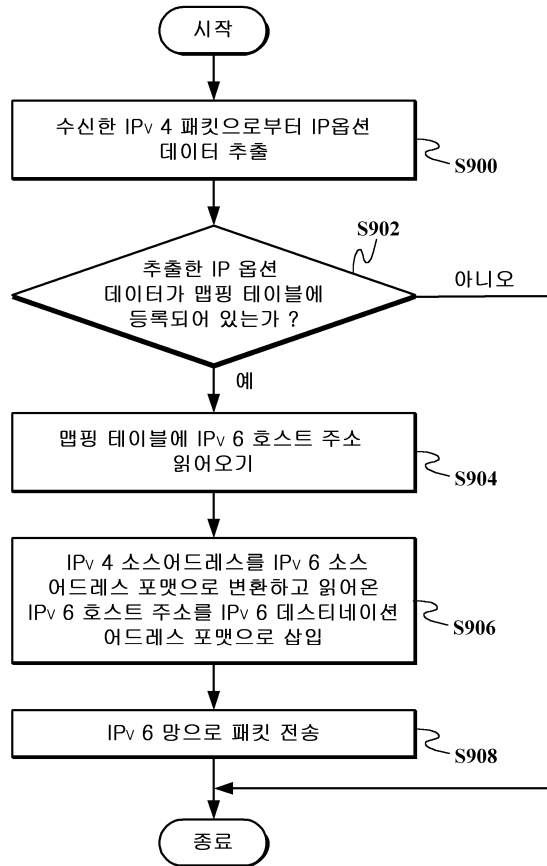 시작
수신한 IPv 4 패킷으로부터 IP옵션
데이터 추출
S900
S902
추출한 IP 옵션
데이터가 맵핑 테이블에
등록되어 있는가 ?
아니오
예
맵핑 테이블에 IPv 6 호스트 주소
읽어오기
S904
IPv 4 소스어드레스를 IPv 6 소스
어드레스 포맷으로 변환하고 읽어온
IPv 6 호스트 주소를 IPv 6 데스티네이션
어드레스 포맷으로 삽입
S906
IPv 6 망으로 패킷 전송
S908
종료